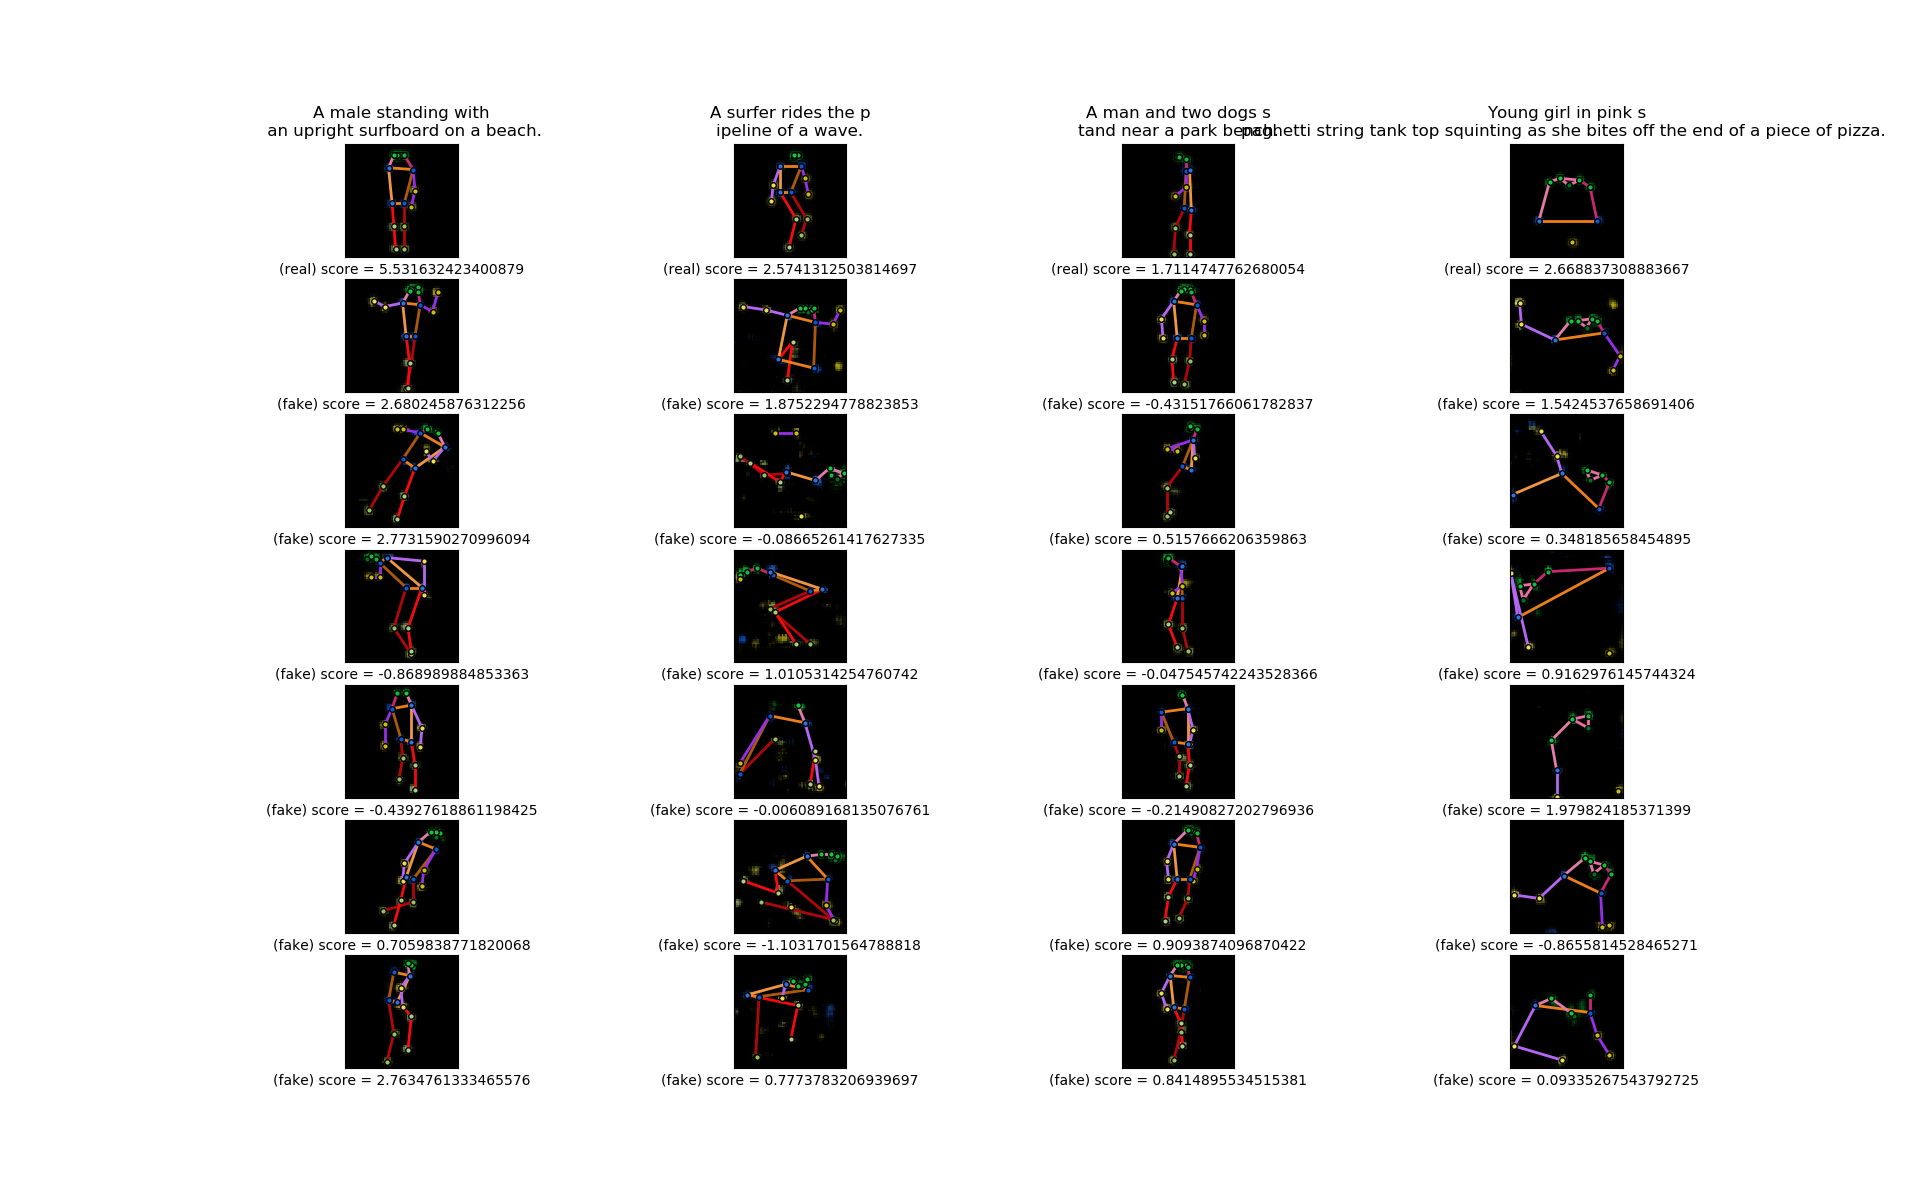 A male standing with
an upright surfboard on a beach.
A surfer rides the p
ipeline of a wave.
A man and two dogs s
tand near a park bench.
Young girl in pink s
paghetti string tank top squinting as she bites off the end of a piece of pizza.
(real) score = 5.531632423400879
(real) score = 2.5741312503814697
(real) score = 1.7114747762680054
(real) score = 2.668837308883667
(fake) score = 2.680245876312256
(fake) score = 1.8752294778823853
(fake) score = -0.43151766061782837
(fake) score = 1.5424537658691406
(fake) score = 2.7731590270996094
(fake) score = -0.08665261417627335
(fake) score = 0.5157666206359863
(fake) score = 0.348185658454895
(fake) score = -0.868989884853363
(fake) score = 1.0105314254760742
(fake) score = -0.047545742243528366
(fake) score = 0.9162976145744324
(fake) score = -0.43927618861198425
(fake) score = -0.006089168135076761
(fake) score = -0.21490827202796936
(fake) score = 1.979824185371399
(fake) score = 0.7059838771820068
(fake) score = -1.1031701564788818
(fake) score = 0.9093874096870422
(fake) score = -0.8655814528465271
(fake) score = 2.7634761333465576
(fake) score = 0.7773783206939697
(fake) score = 0.8414895534515381
(fake) score = 0.09335267543792725